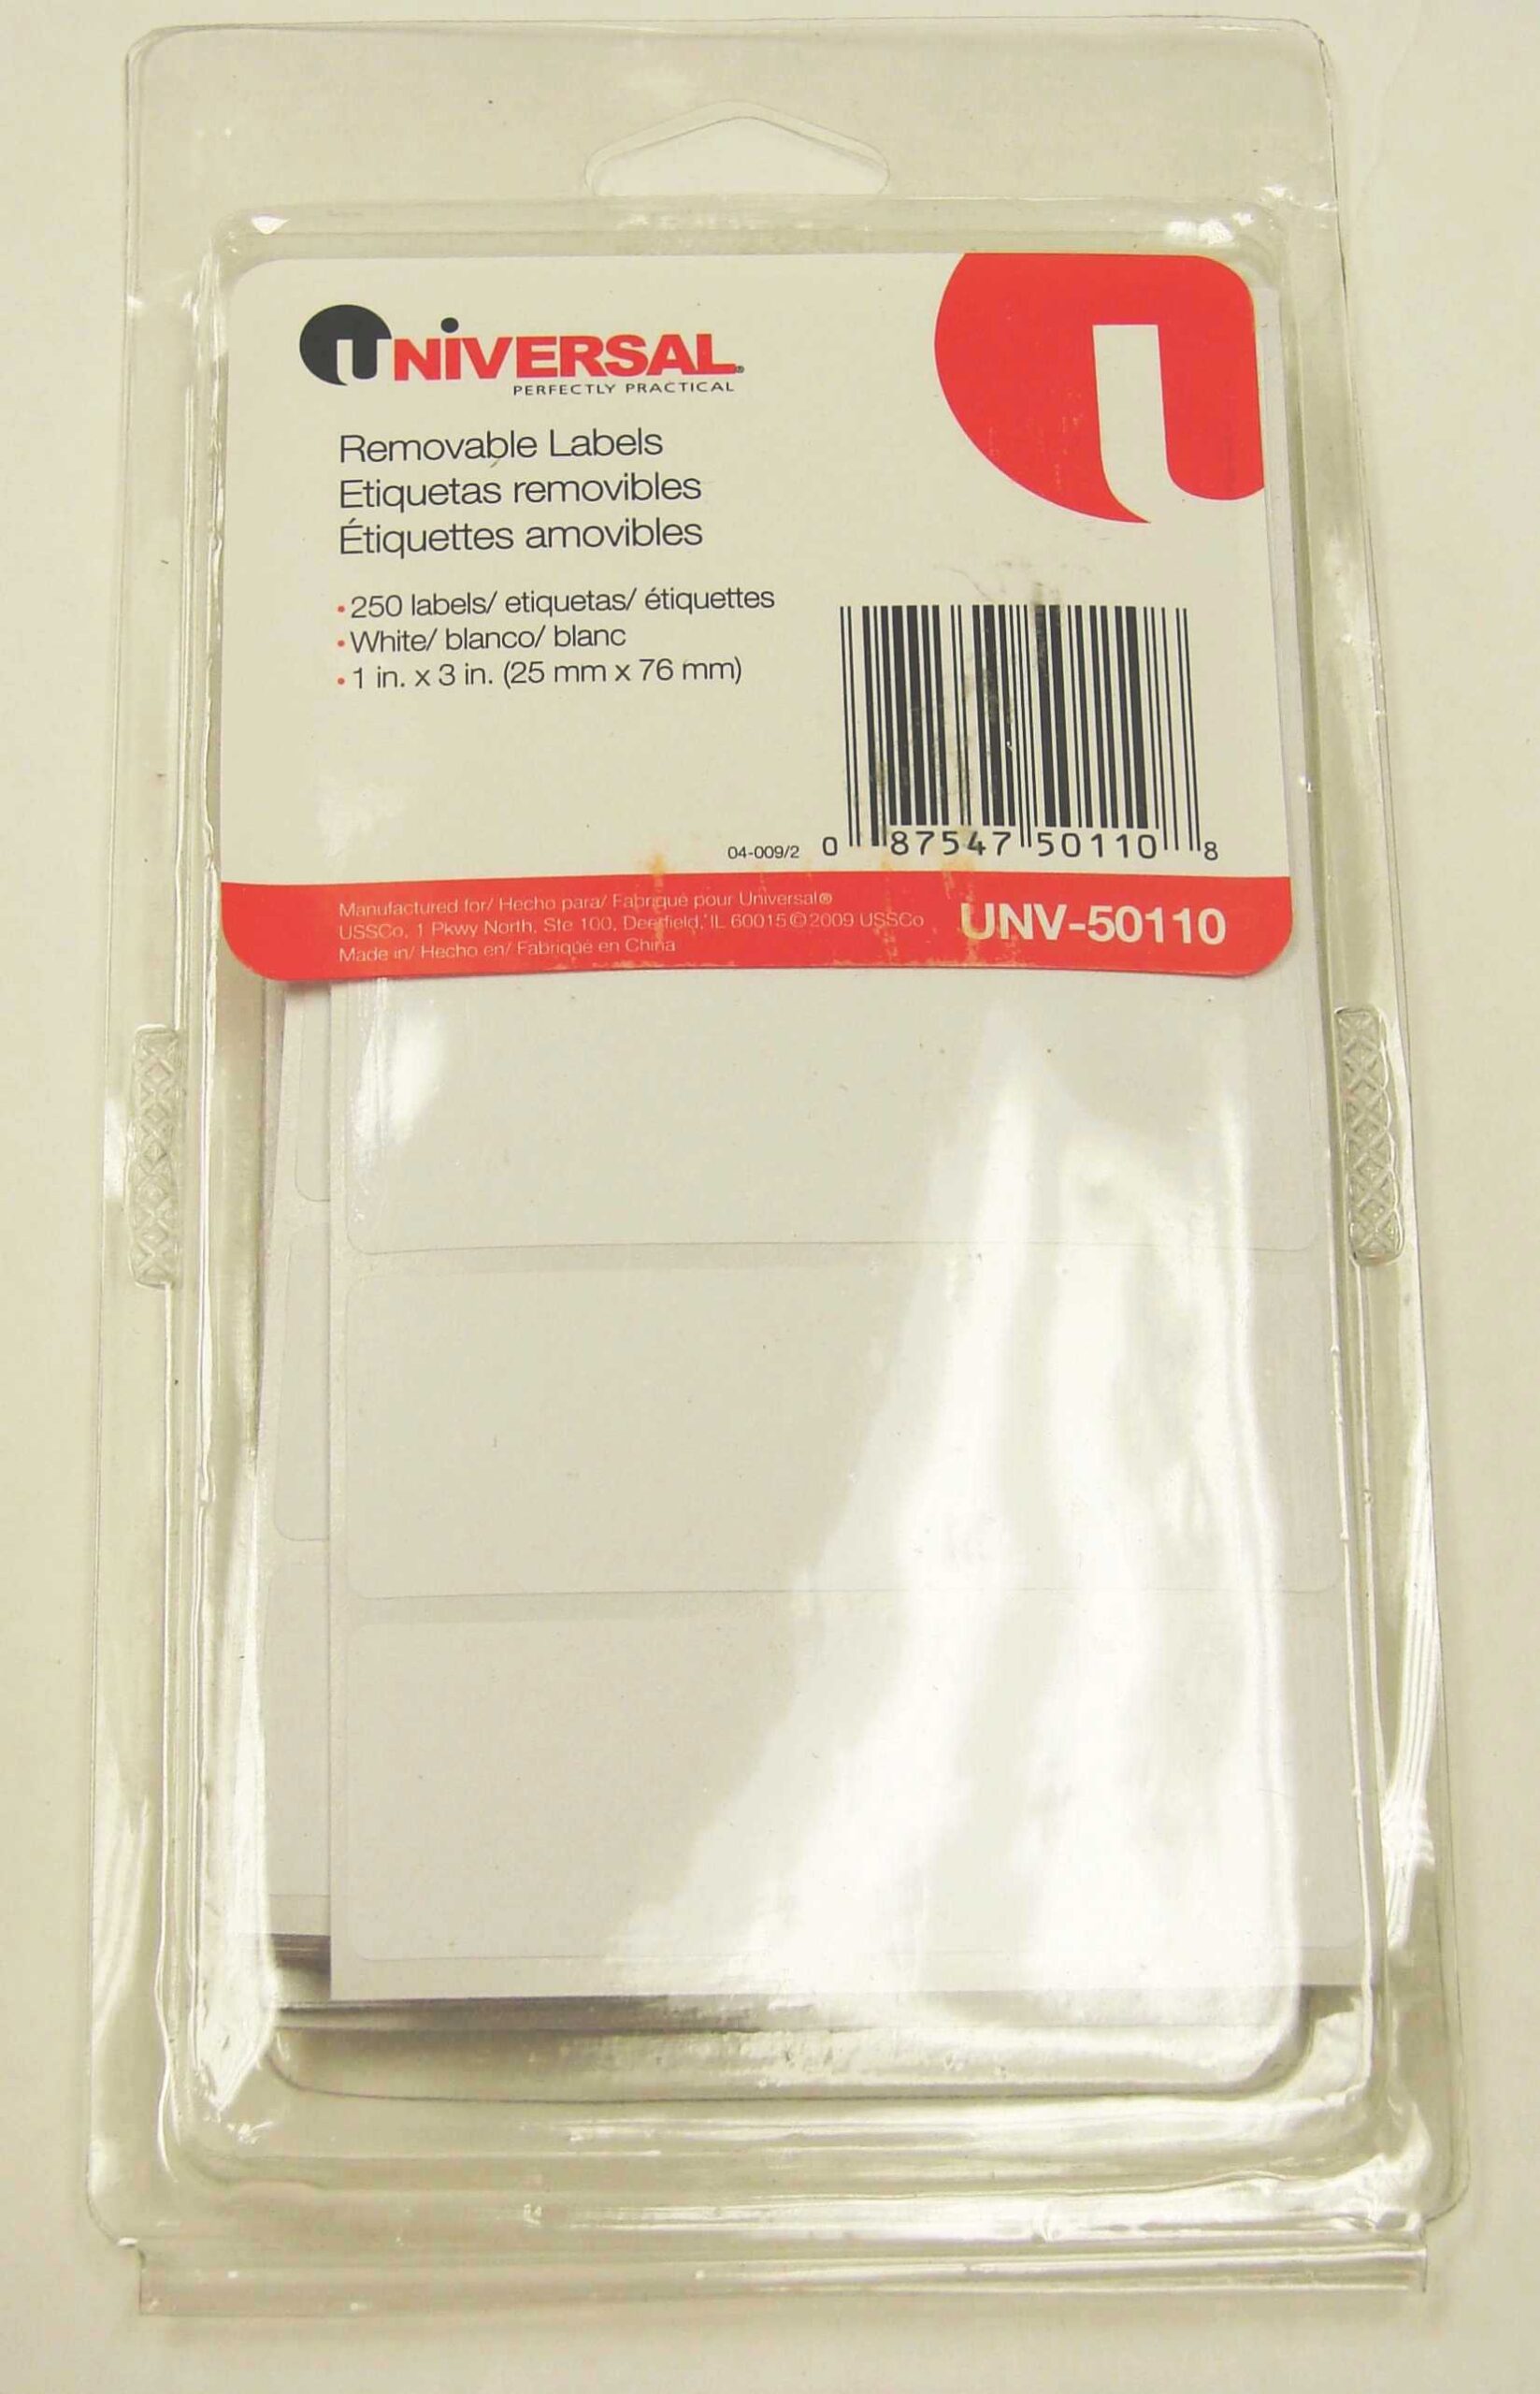 UNIVERSAL®
PERFECTLY PRACTICAL
Removable Labels
Etiquetas removibles
Étiquettes amovibles
• 250 labels/ etiquetas/ étiquettes
• White/ blanco/ blanc
• 1 in. x 3 in. (25 mm x 76 mm)
04-009/2 0 87547 50110 8
Manufactured for/ Hecho para/ Fabriqué pour Universal®
USSCo, 1 Pkwy North, Ste 100, Deerfield, IL 60015 © 2009 USSCo
Made in/ Hecho en/ Fabriqúe en China
UNV-50110